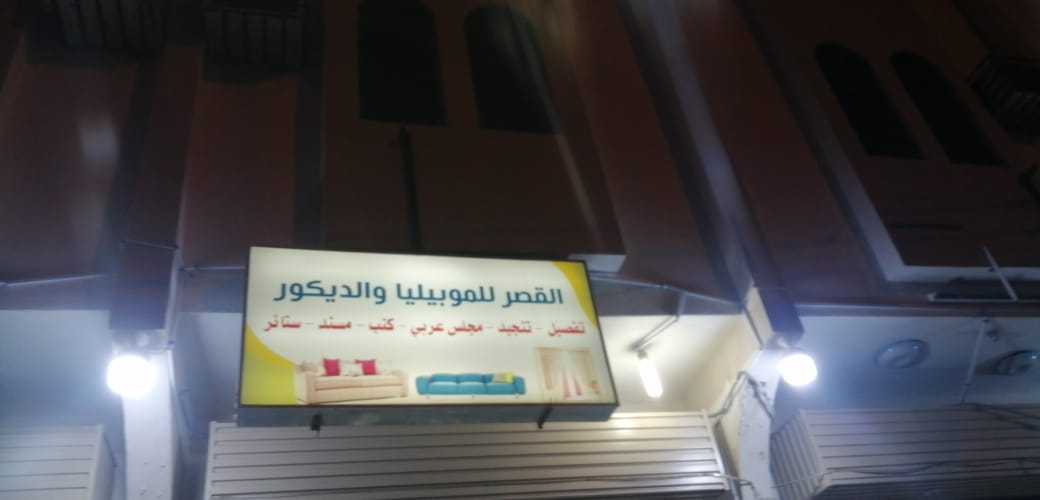 القصر للموبيليا والديكور
تفصيل - تنجيد - مجلس عربي - كنب - مسند - ستائر